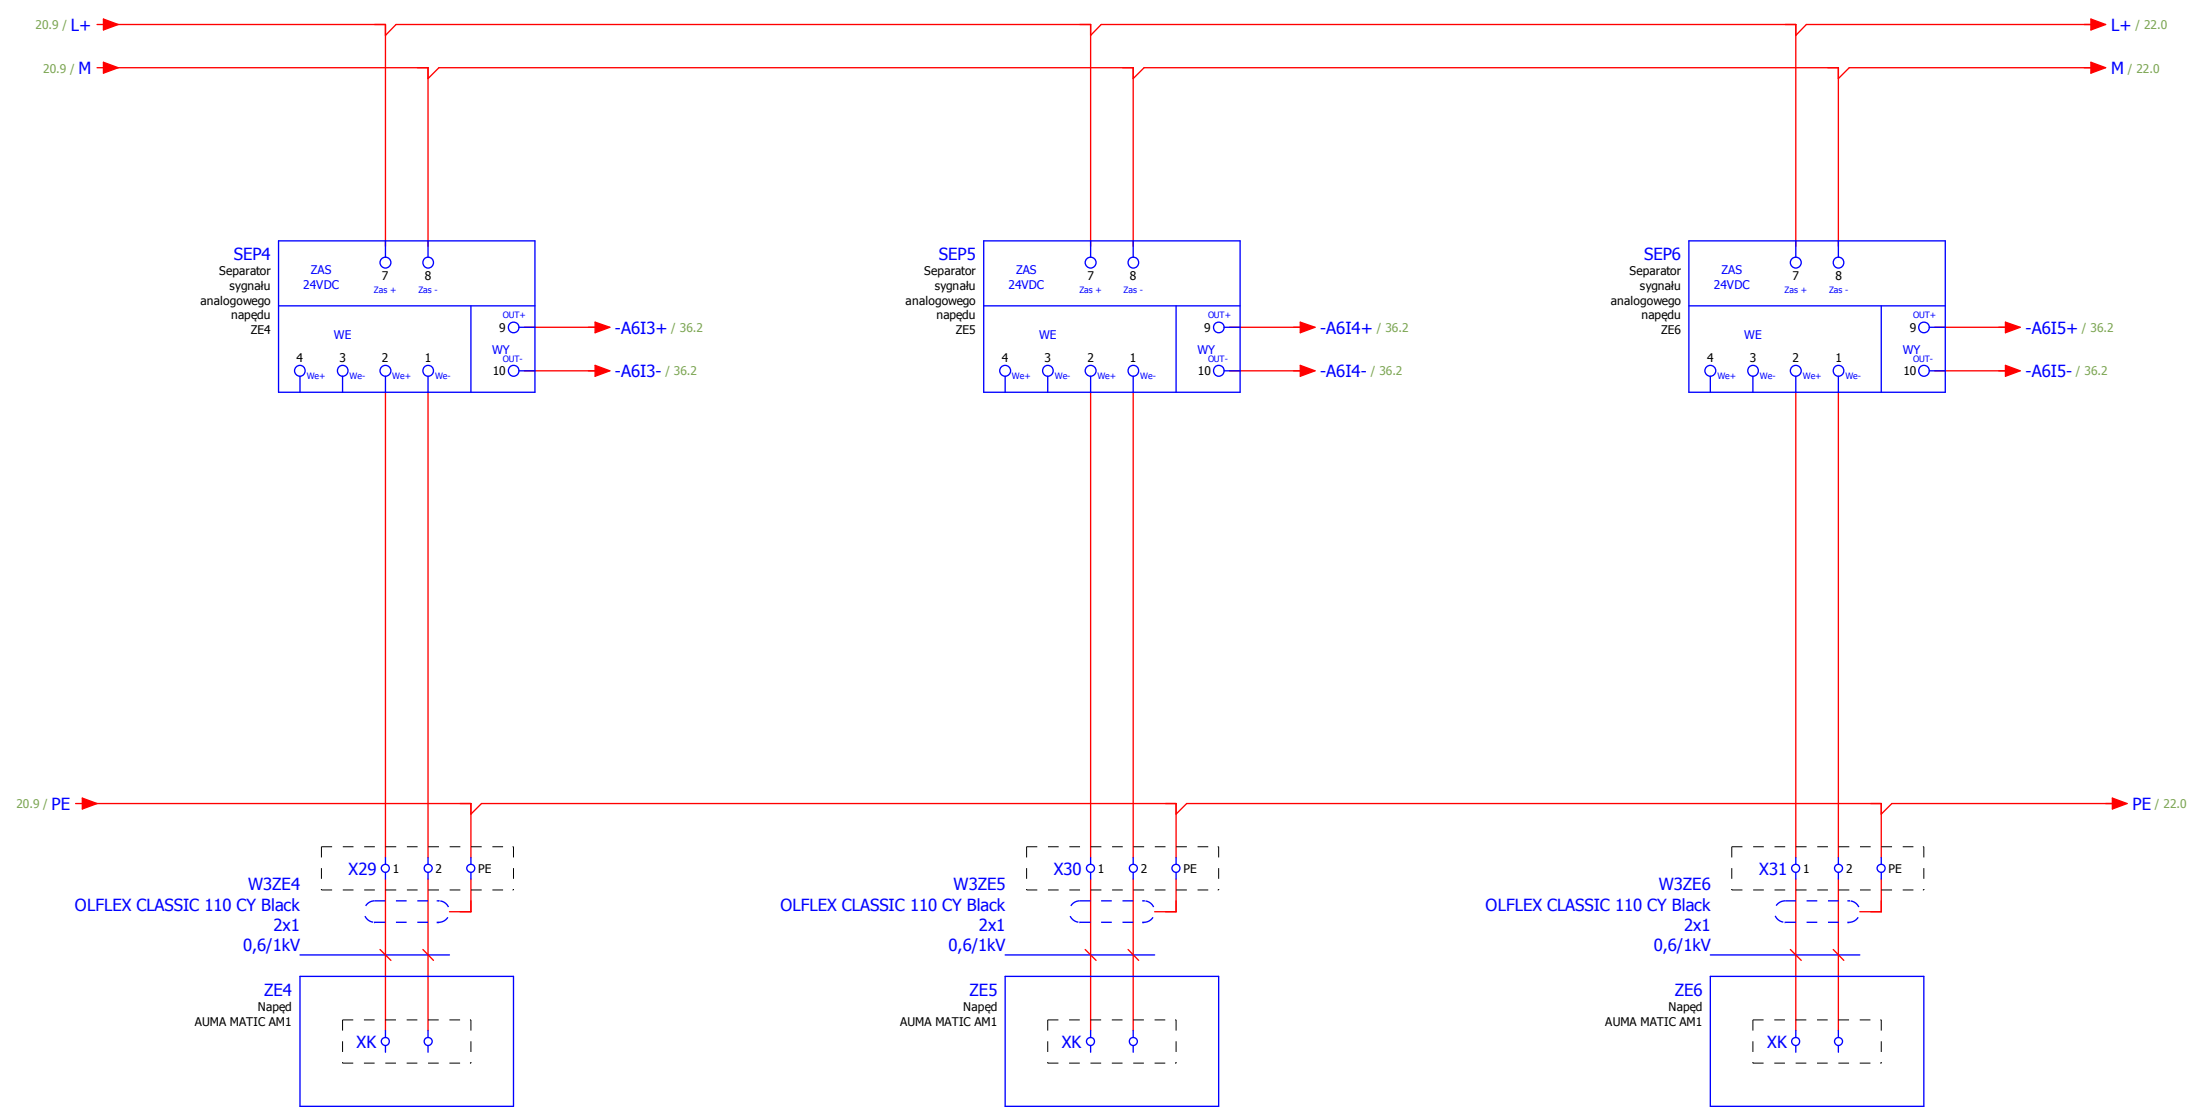 20.9 / L+
L+ / 22.0
20.9 / M
M / 22.0
SEP4
Separator
sygnału
analogowego
napędu
ZE4
ZAS
24VDC
7
Zas +
8
Zas -
WE
4
We+
3
We-
2
We+
1
We-
WY
OUT+
9
OUT-
10
-A6I3+ / 36.2
-A6I3- / 36.2
SEP5
Separator
sygnału
analogowego
napędu
ZE5
ZAS
24VDC
7
Zas +
8
Zas -
WE
4
We+
3
We-
2
We+
1
We-
WY
OUT+
9
OUT-
10
-A6I4+ / 36.2
-A6I4- / 36.2
SEP6
Separator
sygnału
analogowego
napędu
ZE6
ZAS
24VDC
7
Zas +
8
Zas -
WE
4
We+
3
We-
2
We+
1
We-
WY
OUT+
9
OUT-
10
-A6I5+ / 36.2
-A6I5- / 36.2
20.9 / PE
PE / 22.0
X29 1 2 PE
W3ZE4
OLFLEX CLASSIC 110 CY Black
2x1
0,6/1kV
ZE4
Napęd
AUMA MATIC AM1
XK
X30 1 2 PE
W3ZE5
OLFLEX CLASSIC 110 CY Black
2x1
0,6/1kV
ZE5
Napęd
AUMA MATIC AM1
XK
X31 1 2 PE
W3ZE6
OLFLEX CLASSIC 110 CY Black
2x1
0,6/1kV
ZE6
Napęd
AUMA MATIC AM1
XK